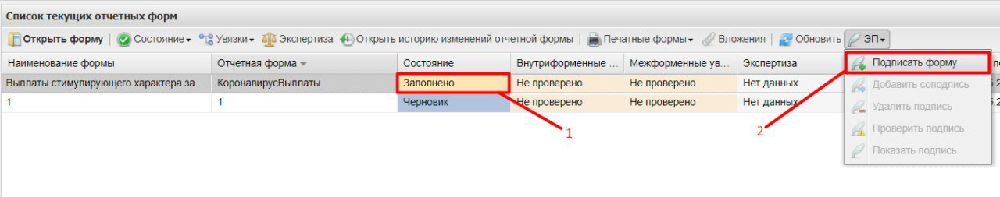 Список текущих отчетных форм
Открыть форму Состояние Увязки Экспертиза Открыть историю изменений отчетной формы Печатные формы Вложения Обновить ЭП
Наименование формы Отчетная форма Состояние Внутриформенные ... Межформенные ув... Экспертиза
Подписать форму
Выплаты стимулирующего характера за ... КоронавирусВыплаты Заполнено Не проверено Не проверено Нет данных
Добавить соподпись
1 1 Черновик Не проверено Не проверено Нет данных
Удалить подпись
Проверить подпись
Показать подпись
1
2